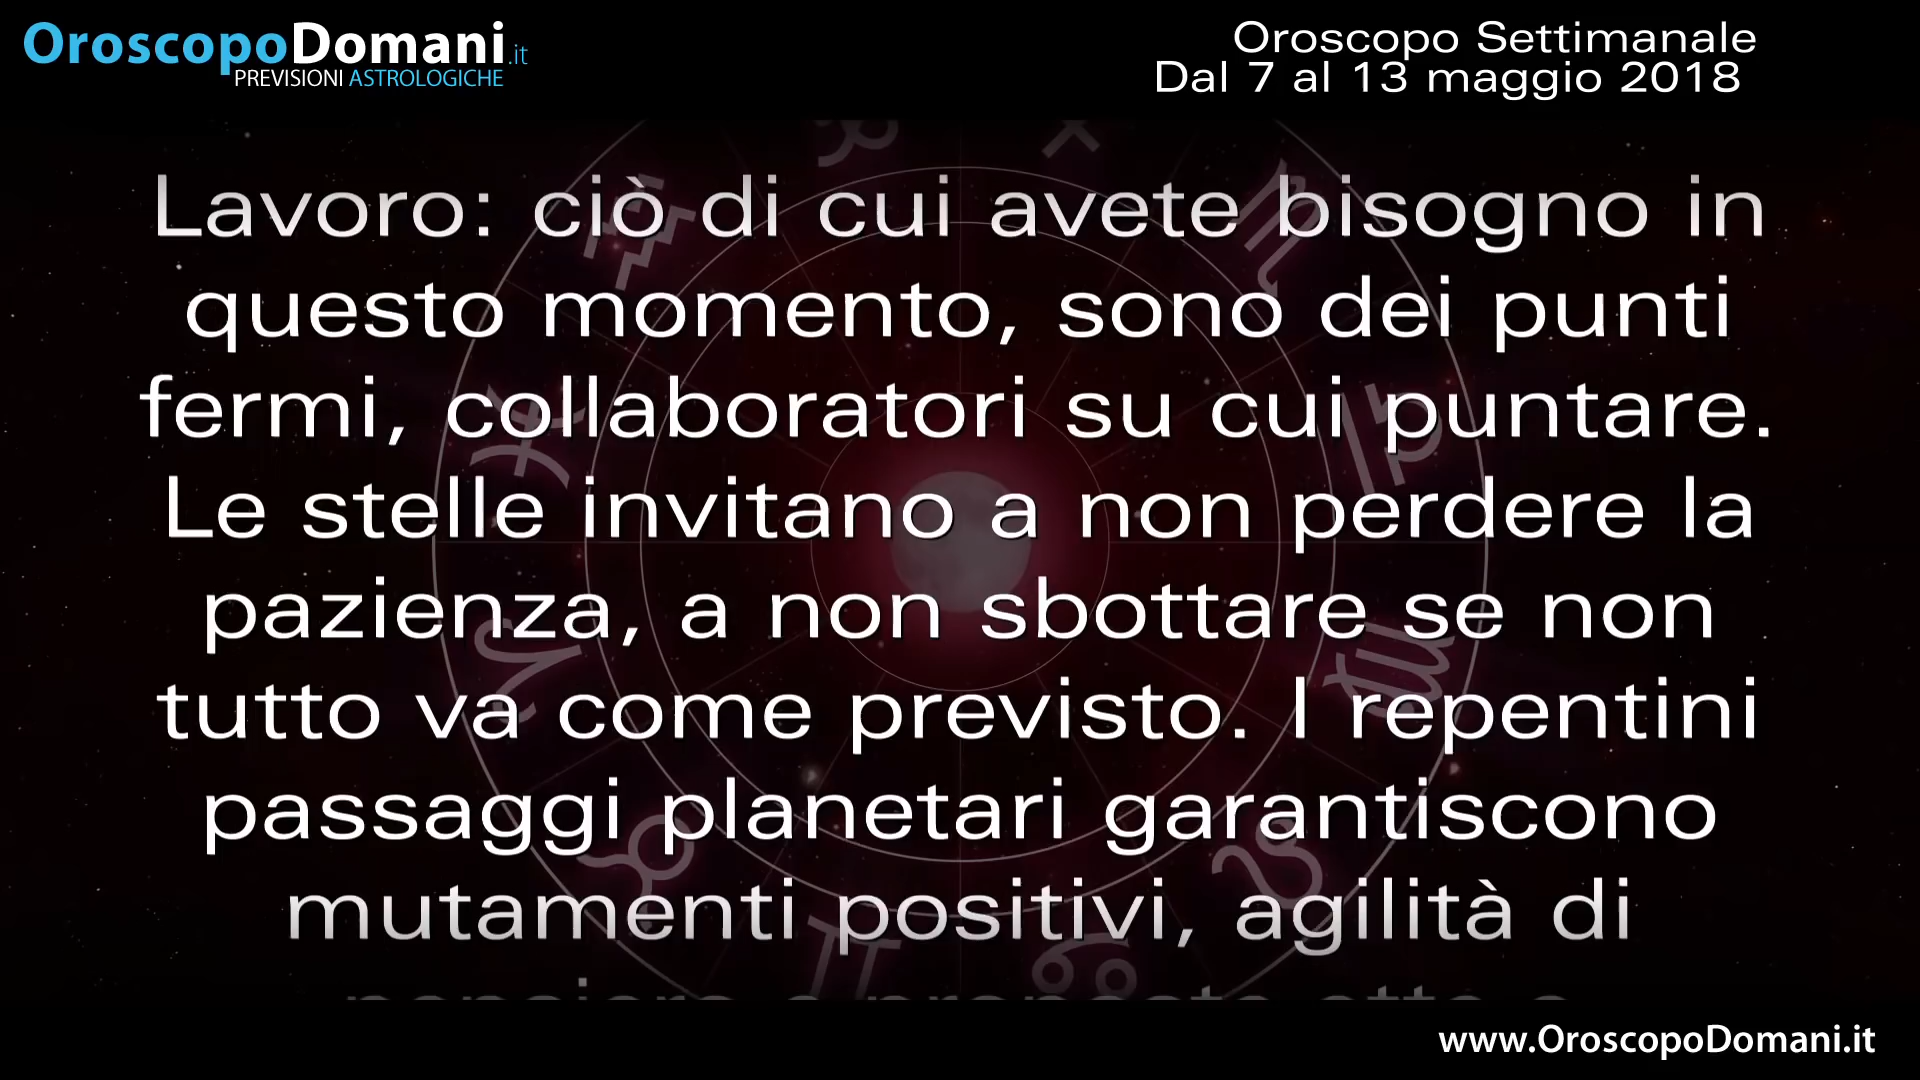 OroscopoDomani.it
PREVISIONI ASTROLOGICHE
Oroscopo Settimanale
Dal 7 al 13 maggio 2018
Lavoro: ciò di cui avete bisogno in
questo momento, sono dei punti
fermi, collaboratori su cui puntare.
Le stelle invitano a non perdere la
pazienza, a non sbottare se non
tutto va come previsto. I repentini
passaggi planetari garantiscono
mutamenti positivi, agilità di
www.OroscopoDomani.it